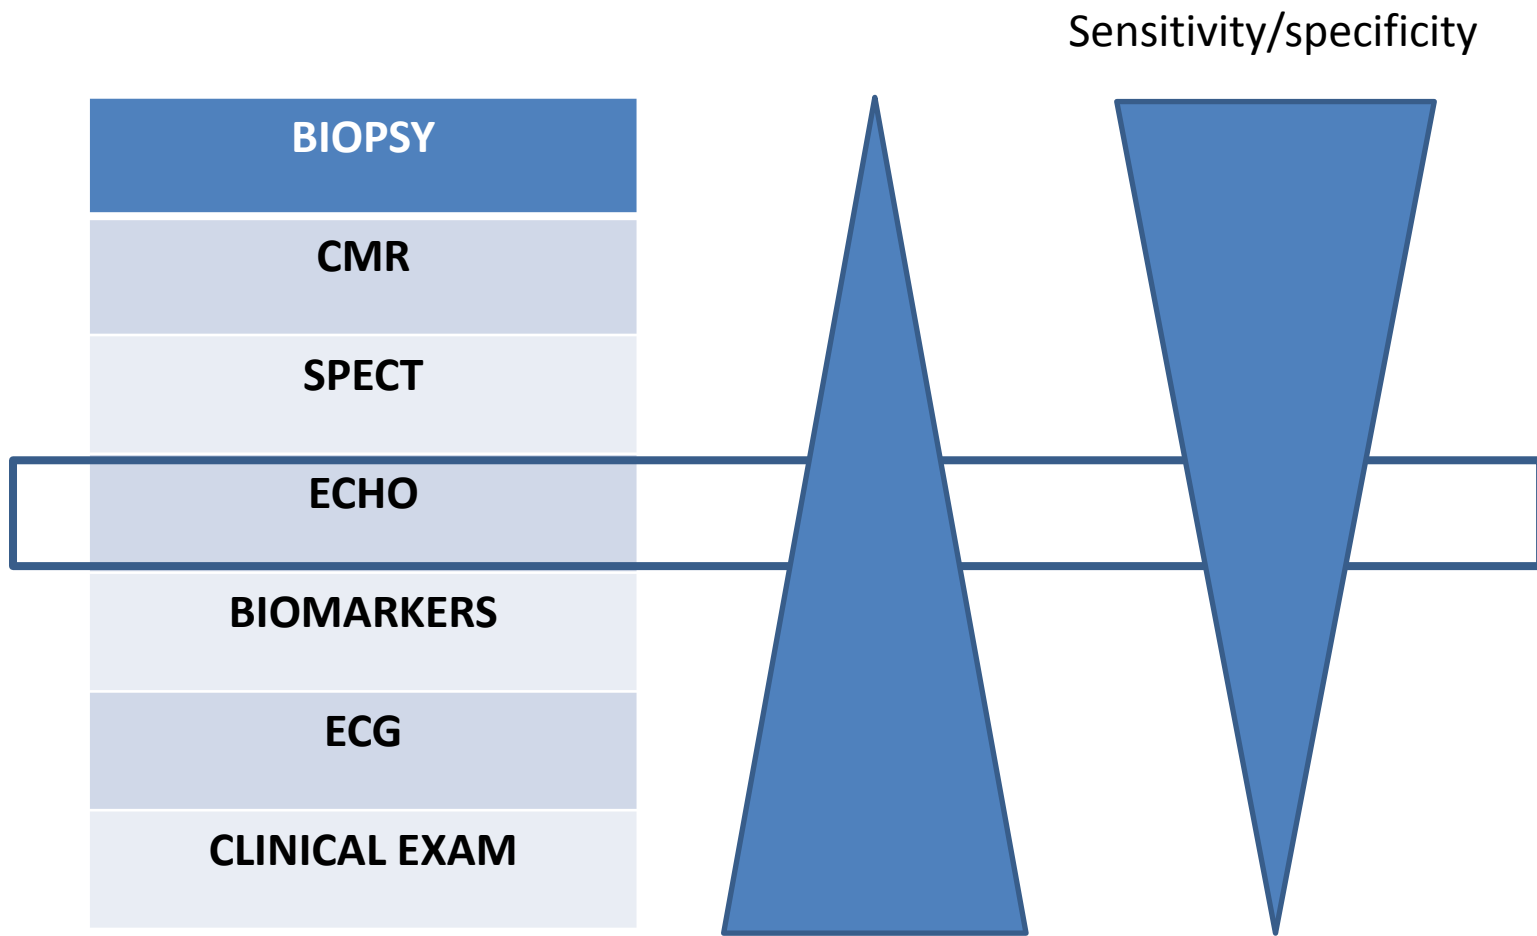 Sensitivity/specificity
BIOPSY
CMR
SPECT
ECHO
BIOMARKERS
ECG
CLINICAL EXAM